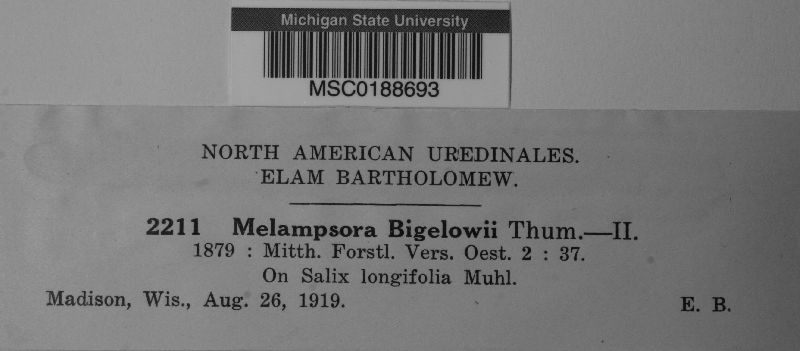 Michigan State University
MSC0188693
NORTH AMERICAN UREDINALES.
ELAM BARTHOLOMEW.
2211 Melampsora Bigelowii Thum.—II.
1879 : Mitth. Forstl. Vers. Oest. 2 : 37.
On Salix longifolia Muhl.
Madison, Wis., Aug. 26, 1919.
E. B.